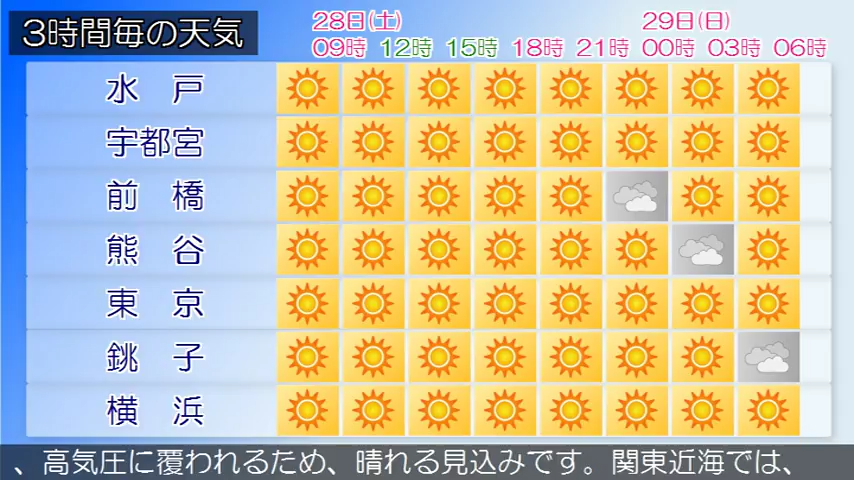 3時間毎の天気
28日(土) 29日(日)
09時 12時 15時 18時 21時 00時 03時 06時
水 戸
宇都宮
前 橋
熊 谷
東 京
銚 子
横 浜
、高気圧に覆われるため、晴れる見込みです。関東近海では、